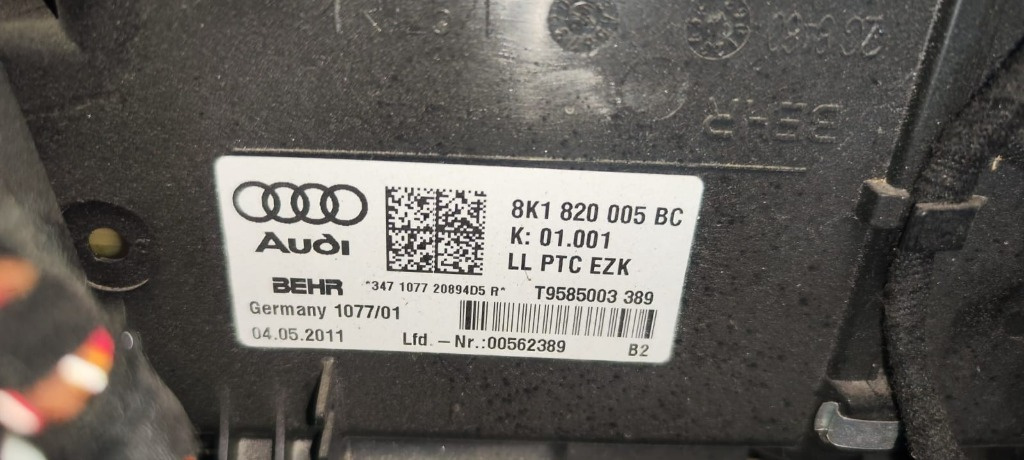 BEHR
Audi
8K1 820 005 BC
K: 01.001
LL PTC EZK
BEHR *347 1077 20894D5 R* T9585003 389
Germany 1077/01
04.05.2011 Lfd. – Nr.:00562389 B2